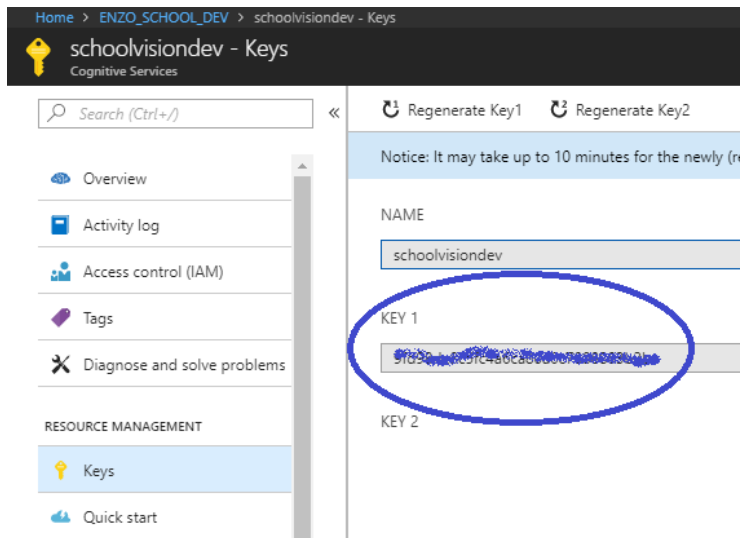 Home > ENZO_SCHOOL_DEV > schoolvisiondev - Keys
schoolvisiondev - Keys
Cognitive Services
Search (Ctrl+/)
«
Overview
Activity log
Access control (IAM)
Tags
Diagnose and solve problems
RESOURCE MANAGEMENT
Keys
Quick start
Regenerate Key1
Regenerate Key2
Notice: It may take up to 10 minutes for the newly
NAME
schoolvisiondev
KEY 1
KEY 2